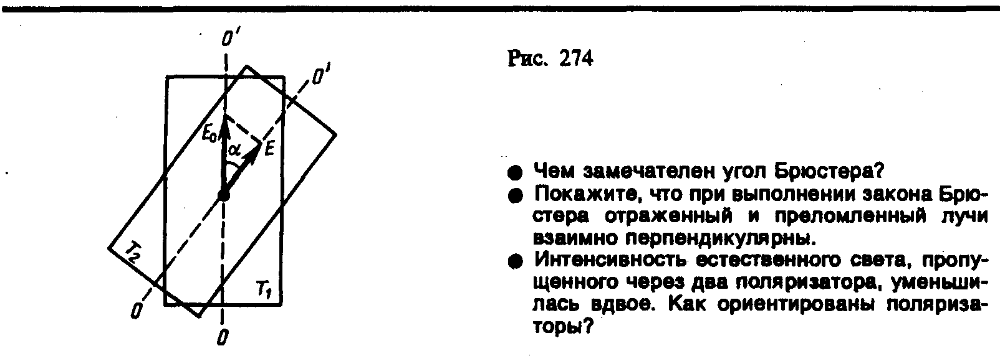 O'
O'
E₀
α
E
T₂
T₁
O
O
Рис. 274
● Чем замечателен угол Брюстера?
● Покажите, что при выполнении закона Брю-
стера отраженный и преломленный лучи
взаимно перпендикулярны.
● Интенсивность естественного света, пропу-
щенного через два поляризатора, уменьши-
лась вдвое. Как ориентированы поляриза-
торы?